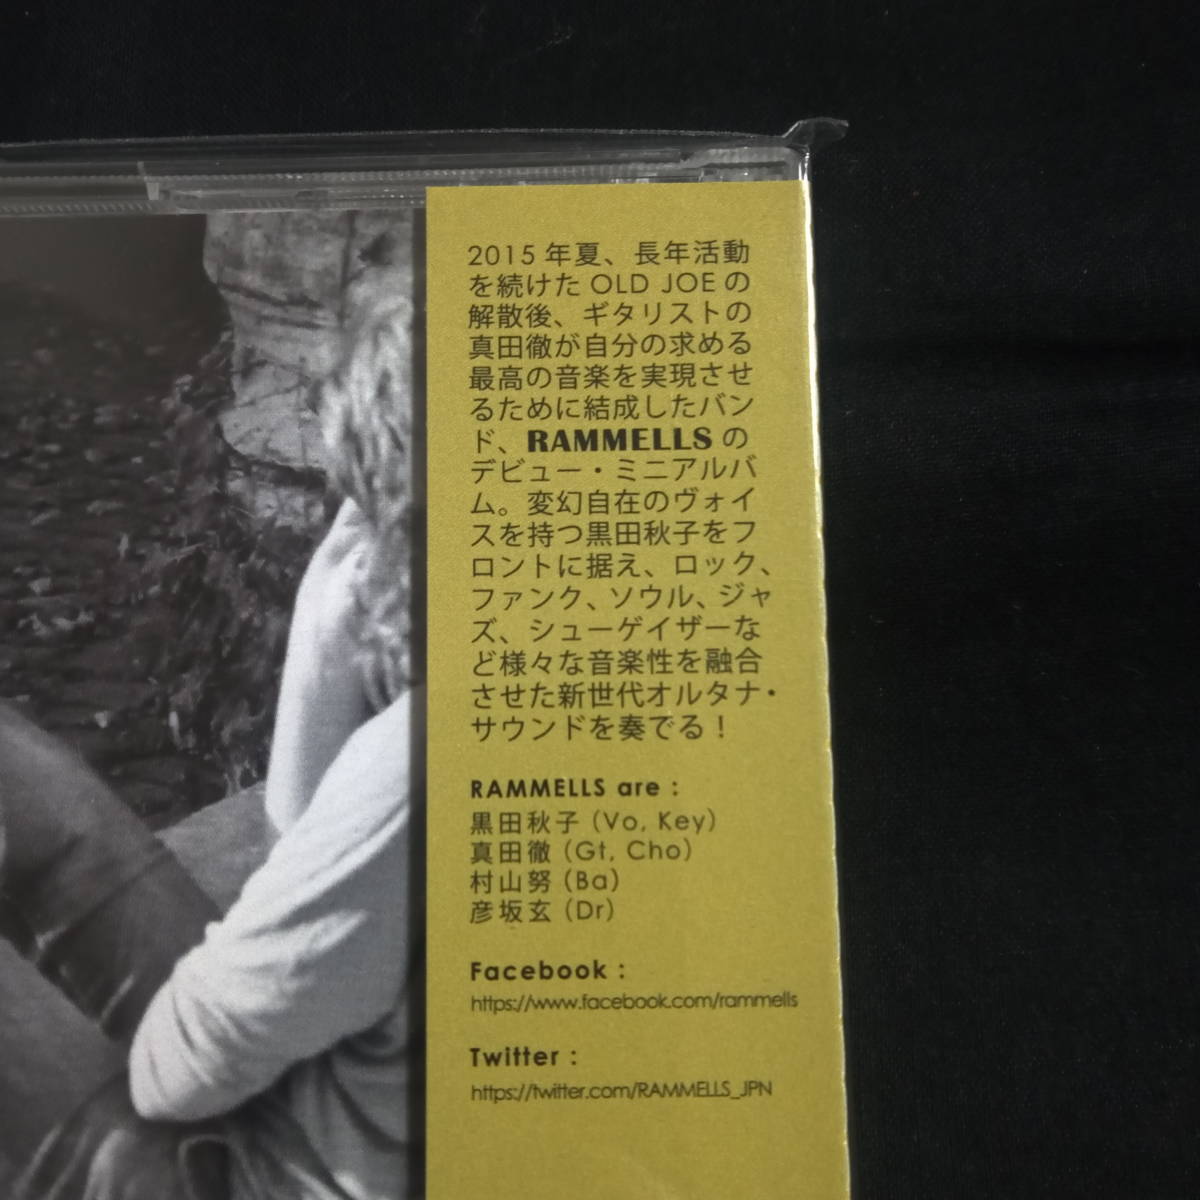 2015 年夏、長年活動
を続けた OLD JOE の
解散後、ギタリストの
真田徹が自分の求める
最高の音楽を実現させ
るために結成したバン
ド、RAMMELLS の
デビュー・ミニアルバ
ム。変幻自在のヴォイ
スを持つ黒田秋子をフ
ロントに据え、ロック、
ファンク、ソウル、ジャ
ズ、シューゲイザーな
ど様々な音楽性を融合
させた新世代オルタナ・
サウンドを奏でる！
RAMMELLS are :
黒田秋子 (Vo, Key)
真田徹 (Gt, Cho)
村山努 (Ba)
彦坂玄 (Dr)
Facebook :
https://www.facebook.com/rammells
Twitter :
https://twitter.com/RAMMELLS_JPN